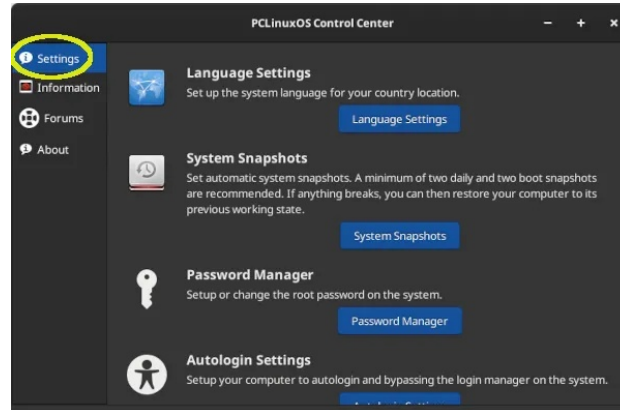 PCLinuxOS Control Center
Settings
Information
Forums
About
Language Settings
Set up the system language for your country location.
Language Settings
System Snapshots
Set automatic system snapshots. A minimum of two daily and two boot snapshots
are recommended. If anything breaks, you can then restore your computer to its
previous working state.
System Snapshots
Password Manager
Setup or change the root password on the system.
Password Manager
Autologin Settings
Setup your computer to autologin and bypassing the login manager on the system.